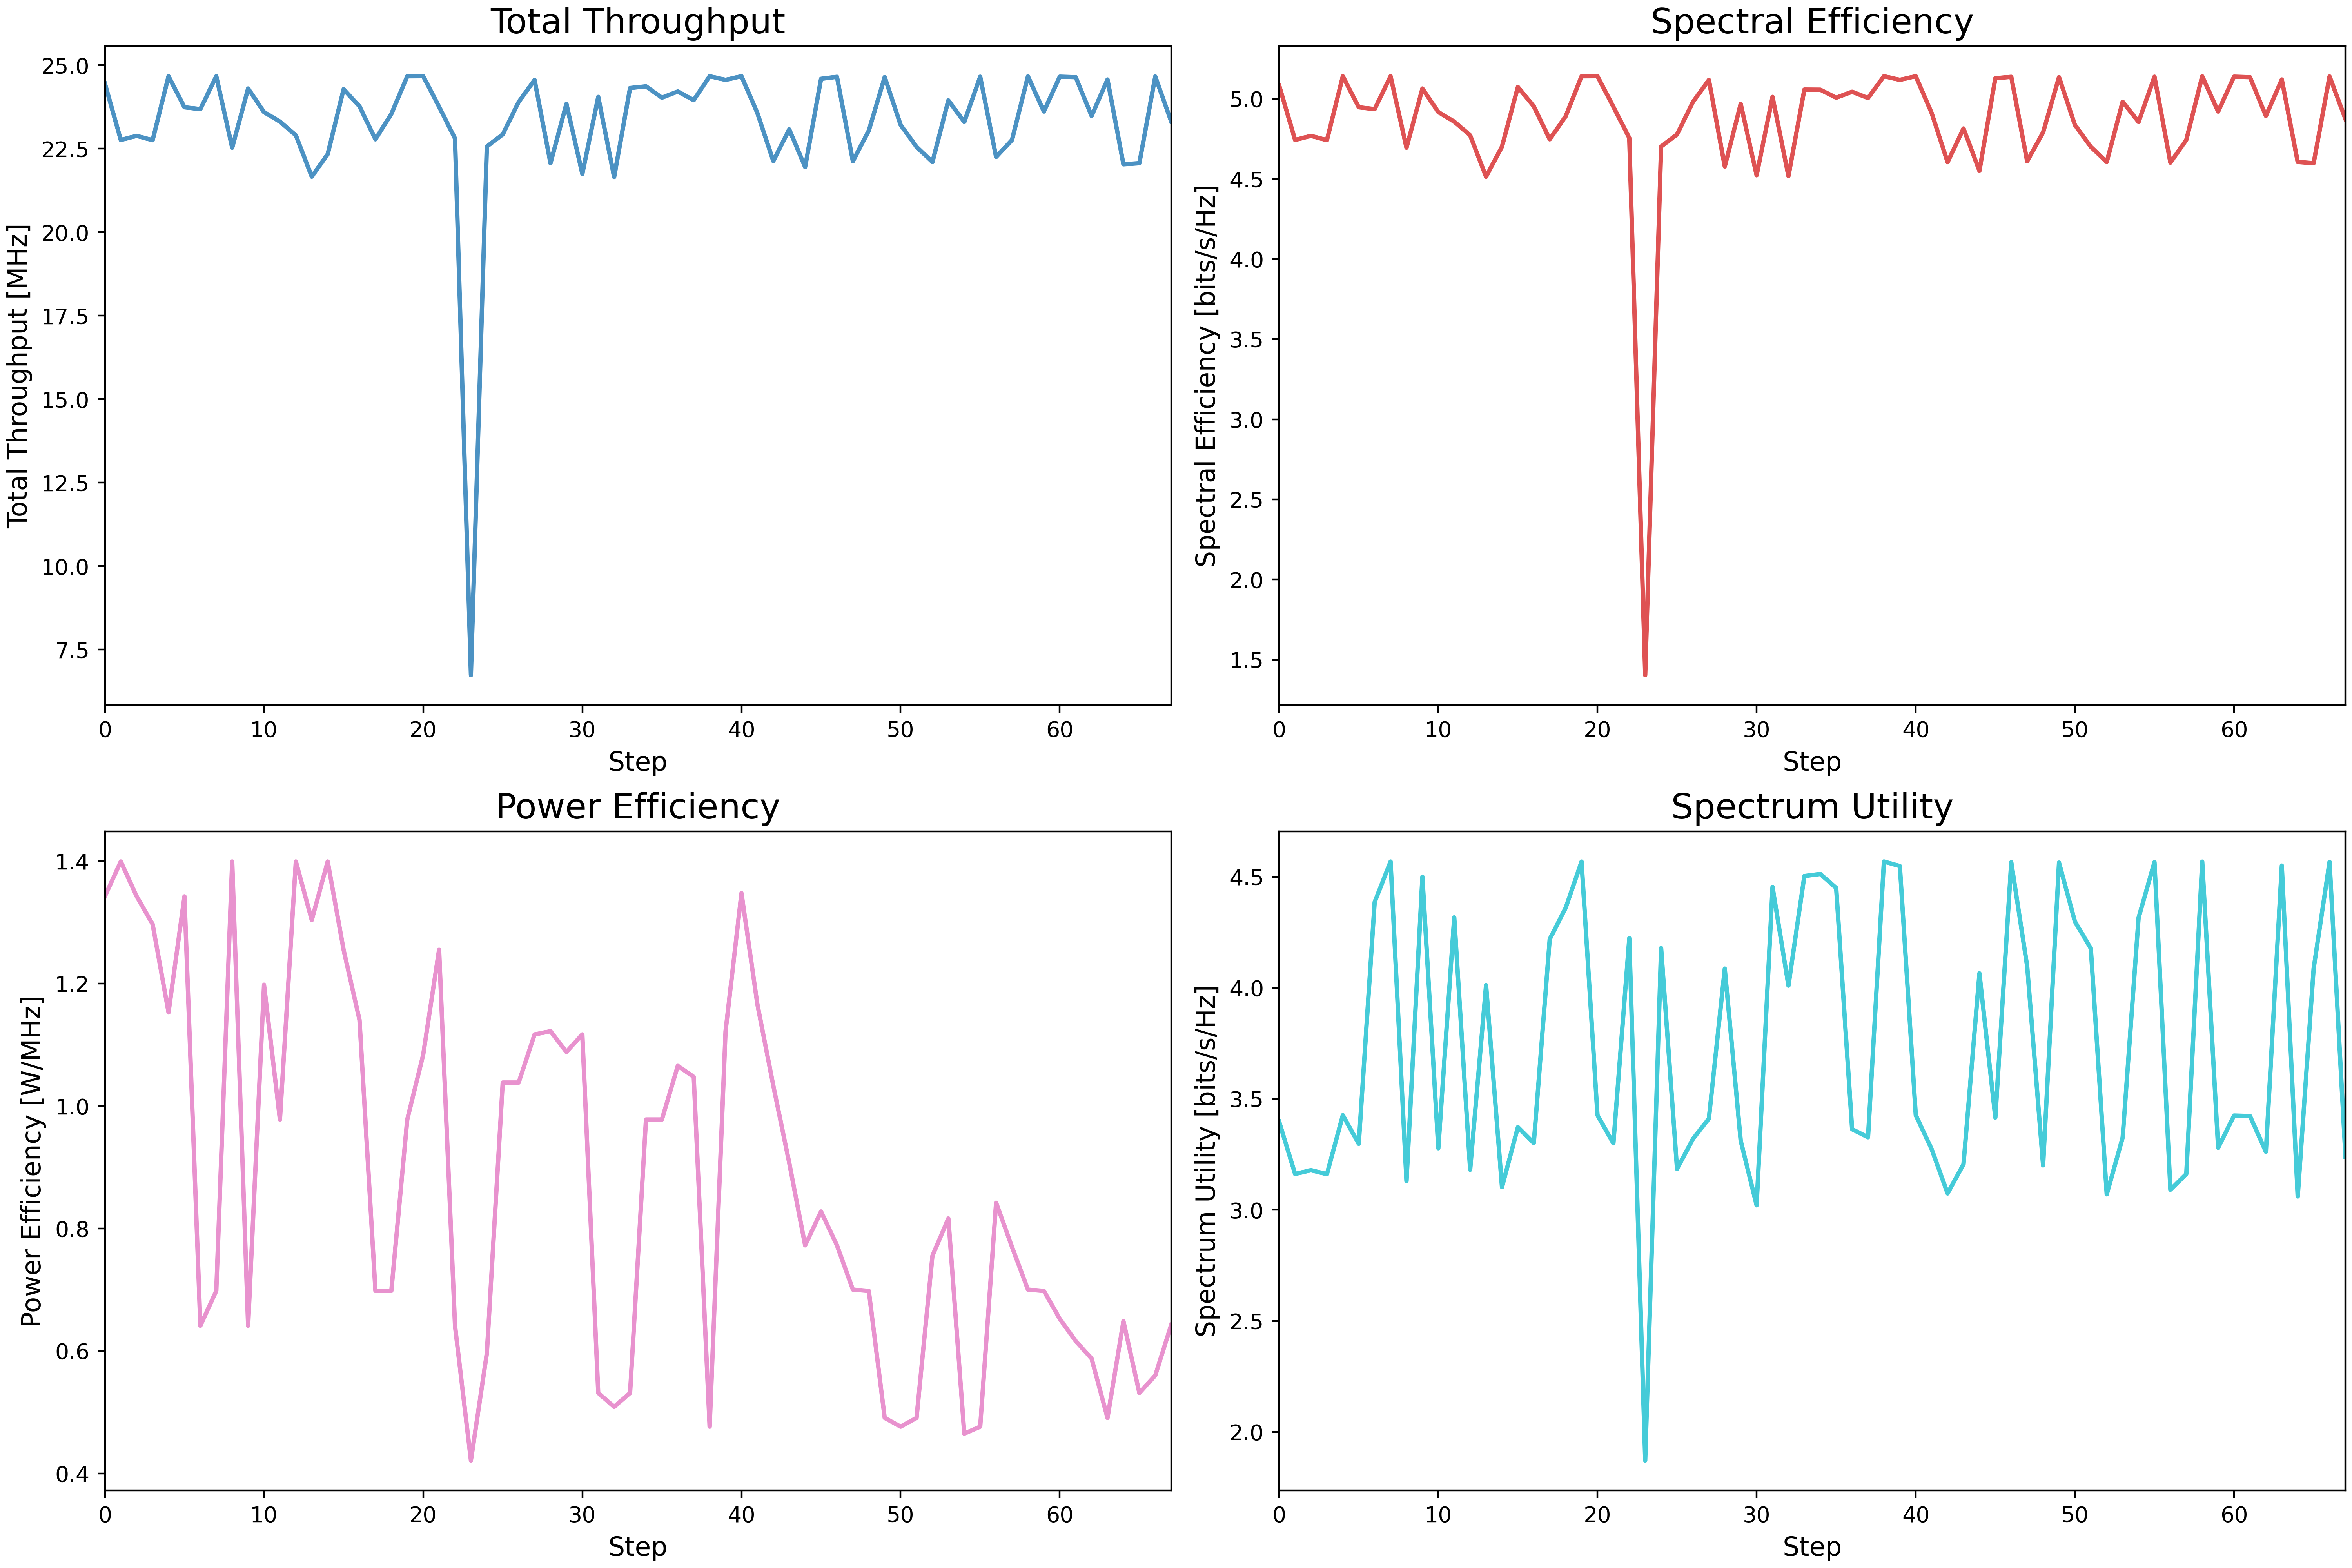 Total Throughput
Total Throughput [MHz]
25.0
22.5
20.0
17.5
15.0
12.5
10.0
7.5
0 10 20 30 40 50 60
Step
Spectral Efficiency
Spectral Efficiency [bits/s/Hz]
5.0
4.5
4.0
3.5
3.0
2.5
2.0
1.5
0 10 20 30 40 50 60
Step
Power Efficiency
Power Efficiency [W/MHz]
1.4
1.2
1.0
0.8
0.6
0.4
0 10 20 30 40 50 60
Step
Spectrum Utility
Spectrum Utility [bits/s/Hz]
4.5
4.0
3.5
3.0
2.5
2.0
0 10 20 30 40 50 60
Step